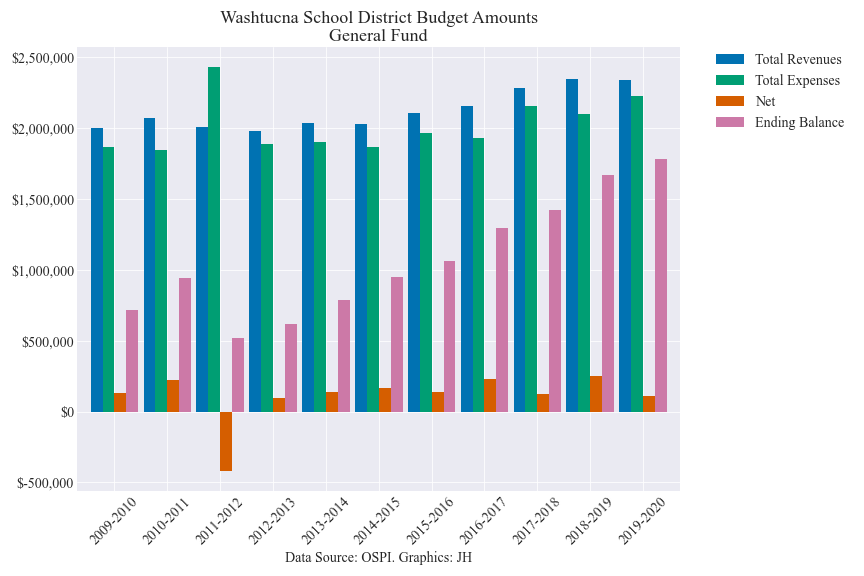 Washtucna School District Budget Amounts
General Fund
$2,500,000
$2,000,000
$1,500,000
$1,000,000
$500,000
$0
$-500,000
2009-2010
2010-2011
2011-2012
2012-2013
2013-2014
2014-2015
2015-2016
2016-2017
2017-2018
2018-2019
2019-2020
Data Source: OSPI. Graphics: JH
Total Revenues
Total Expenses
Net
Ending Balance